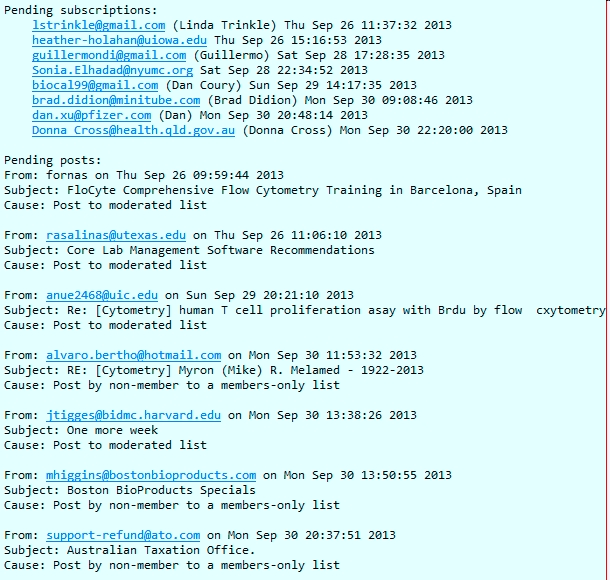 Pending subscriptions:
lstrinkle@gmail.com (Linda Trinkle) Thu Sep 26 11:37:32 2013
heather-holahan@uiowa.edu Thu Sep 26 15:16:53 2013
guillermondi@gmail.com (Guillermo) Sat Sep 28 17:28:35 2013
Sonia.Elhadad@nyumc.org Sat Sep 28 22:34:52 2013
biocal99@gmail.com (Dan Coury) Sun Sep 29 14:17:35 2013
brad.didion@minitube.com (Brad Didion) Mon Sep 30 09:08:46 2013
dan.xu@pfizer.com (Dan) Mon Sep 30 20:48:14 2013
Donna Cross@health.qld.gov.au (Donna Cross) Mon Sep 30 22:20:00 2013
Pending posts:
From: fornas on Thu Sep 26 09:59:44 2013
Subject: FloCyte Comprehensive Flow Cytometry Training in Barcelona, Spain
Cause: Post to moderated list
From: rasalinas@utexas.edu on Thu Sep 26 11:06:10 2013
Subject: Core Lab Management Software Recommendations
Cause: Post to moderated list
From: anue2468@uic.edu on Sun Sep 29 20:21:10 2013
Subject: Re: [Cytometry] human T cell proliferation asay with Brdu by flow  cxytometry
Cause: Post to moderated list
From: alvaro.bertho@hotmail.com on Mon Sep 30 11:53:32 2013
Subject: RE: [Cytometry] Myron (Mike) R. Melamed - 1922-2013
Cause: Post by non-member to a members-only list
From: jtigges@bidmc.harvard.edu on Mon Sep 30 13:38:26 2013
Subject: One more week
Cause: Post to moderated list
From: mhiggins@bostonbioproducts.com on Mon Sep 30 13:50:55 2013
Subject: Boston BioProducts Specials
Cause: Post by non-member to a members-only list
From: support-refund@ato.com on Mon Sep 30 20:37:51 2013
Subject: Australian Taxation Office.
Cause: Post by non-member to a members-only list